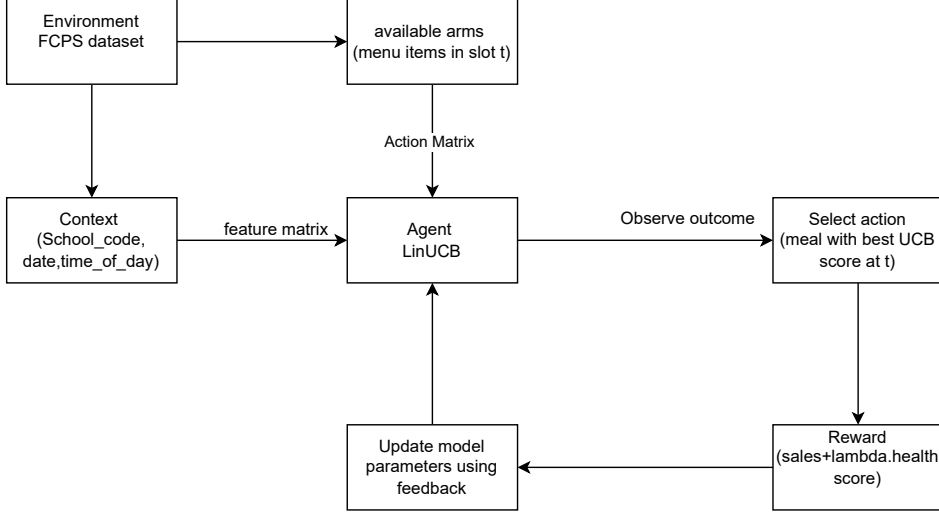 Environment
FCPS dataset
available arms
(menu items in slot t)
Action Matrix
Context
(School_code,
date,time_of_day)
feature matrix
Agent
LinUCB
Observe outcome
Select action
(meal with best UCB
score at t)
Update model
parameters using
feedback
Reward
(sales+lambda.health
score)